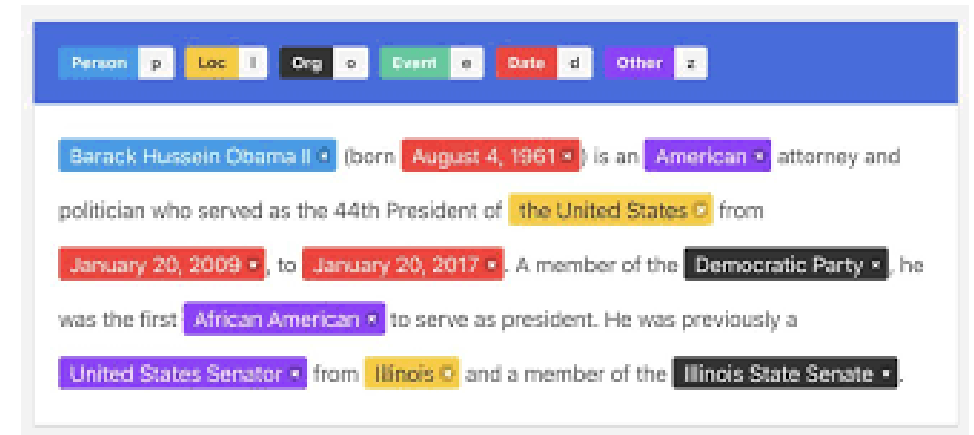 Person p Loc l Org o Event e Date d Other z
Barack Hussein Obama II (born August 4, 1961) is an American attorney and
politician who served as the 44th President of the United States from
January 20, 2009, to January 20, 2017. A member of the Democratic Party, he
was the first African American to serve as president. He was previously a
United States Senator from Illinois and a member of the Illinois State Senate.